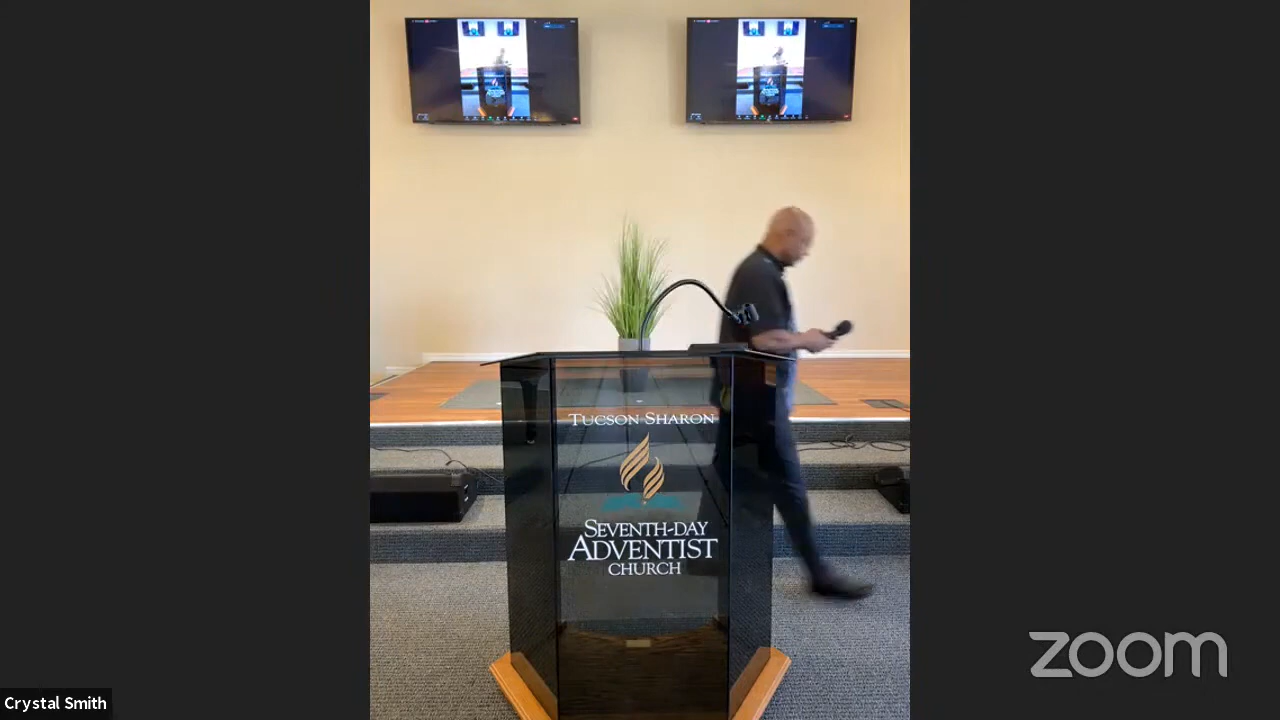 TUCSON SHARON
SEVENTH-DAY
ADVENTIST
CHURCH
zoom
Crystal Smith